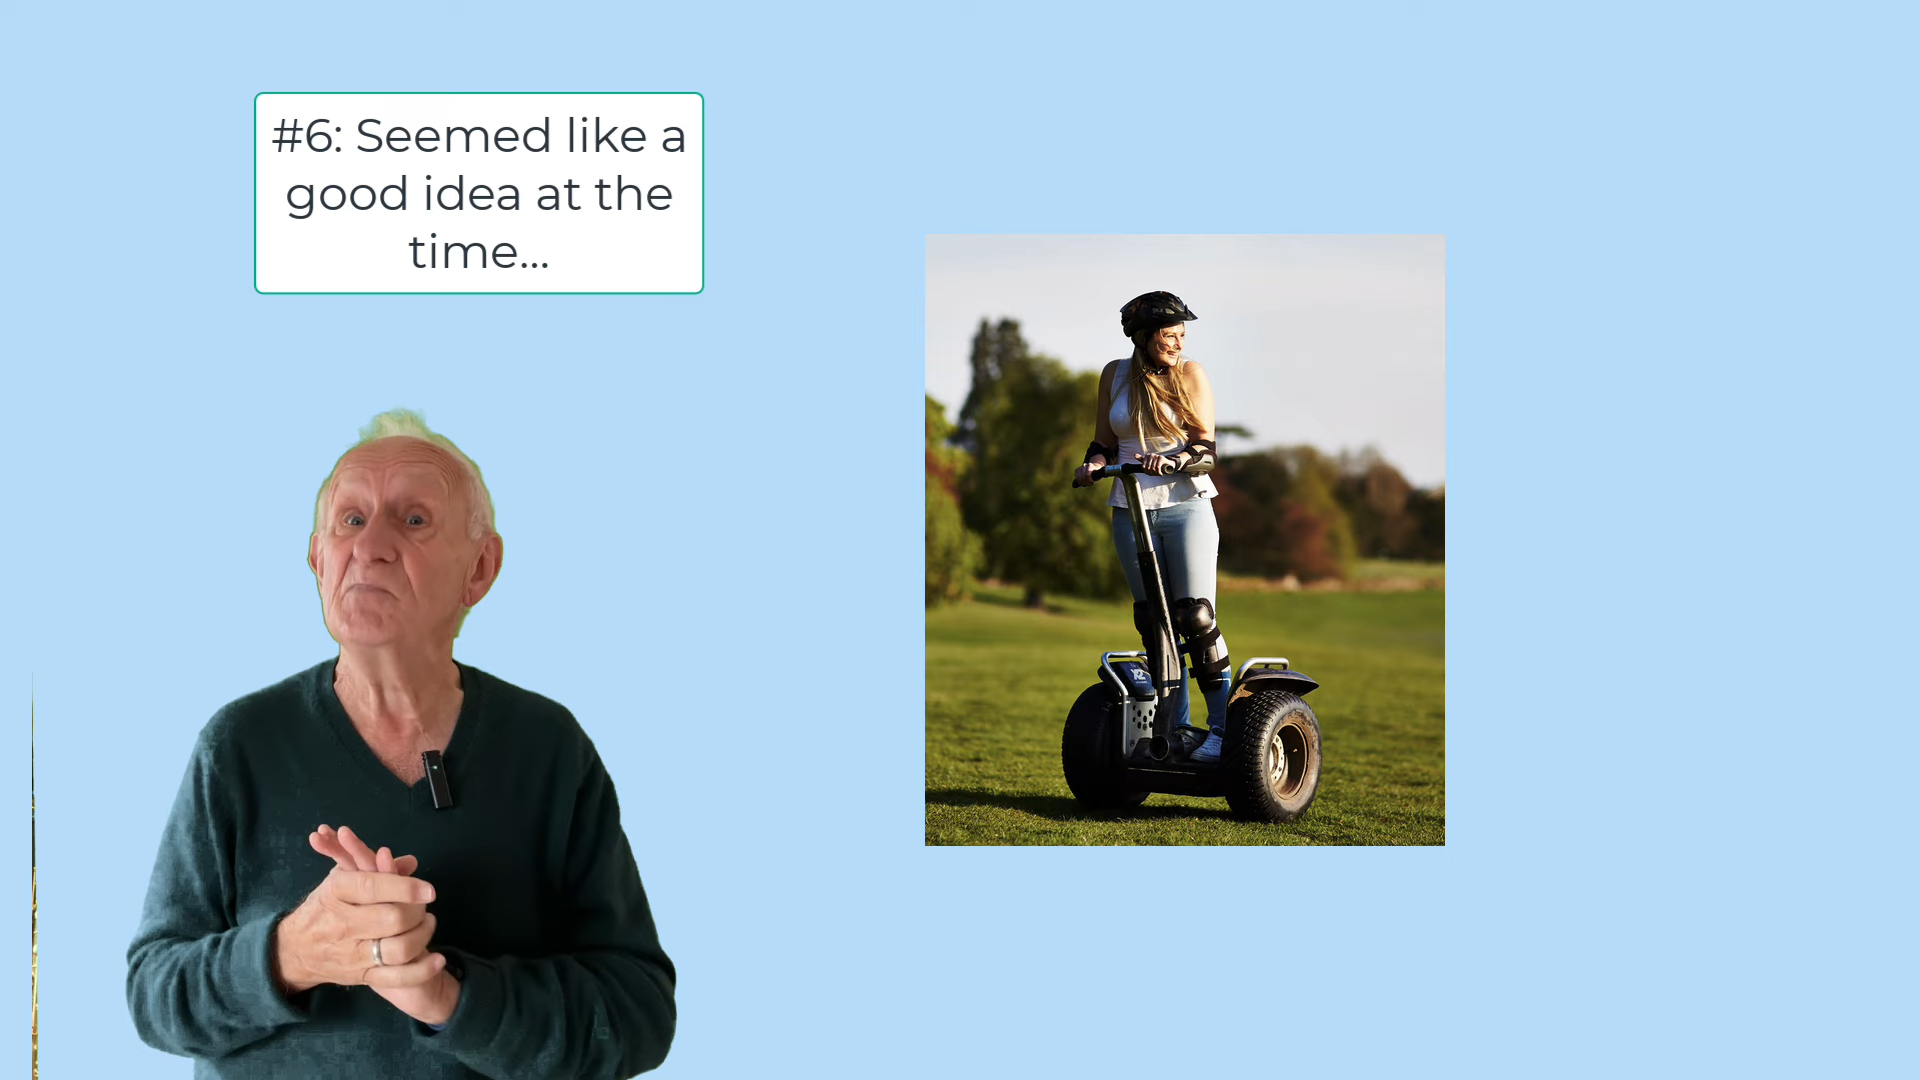 #6: Seemed like a
good idea at the
time...